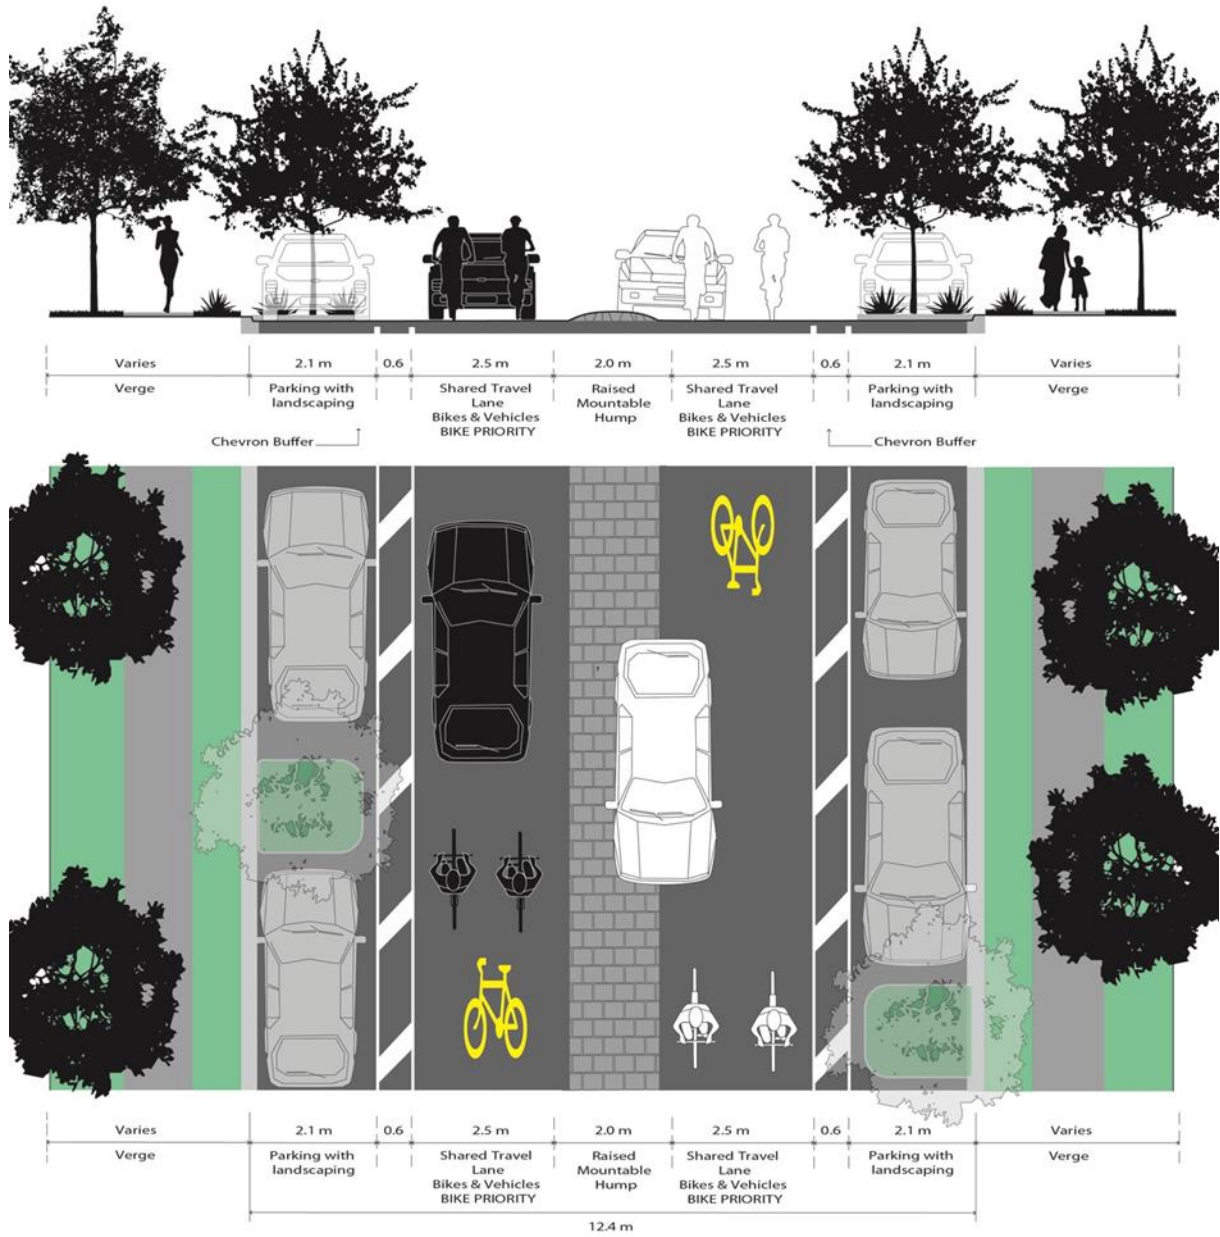 Varies 2.1 m 0.6 2.5 m 2.0 m 2.5 m 0.6 2.1 m Varies
Verge Parking with Shared Travel Raised Shared Travel Parking with Verge
landscaping Lane Mountable Lane landscaping
Bikes & Vehicles Hump Bikes & Vehicles
BIKE PRIORITY BIKE PRIORITY
Chevron Buffer Chevron Buffer
Varies 2.1 m 0.6 2.5 m 2.0 m 2.5 m 0.6 2.1 m Varies
Verge Parking with Shared Travel Raised Shared Travel Parking with Verge
landscaping Lane Mountable Lane landscaping
Bikes & Vehicles Hump Bikes & Vehicles
BIKE PRIORITY BIKE PRIORITY
12.4 m